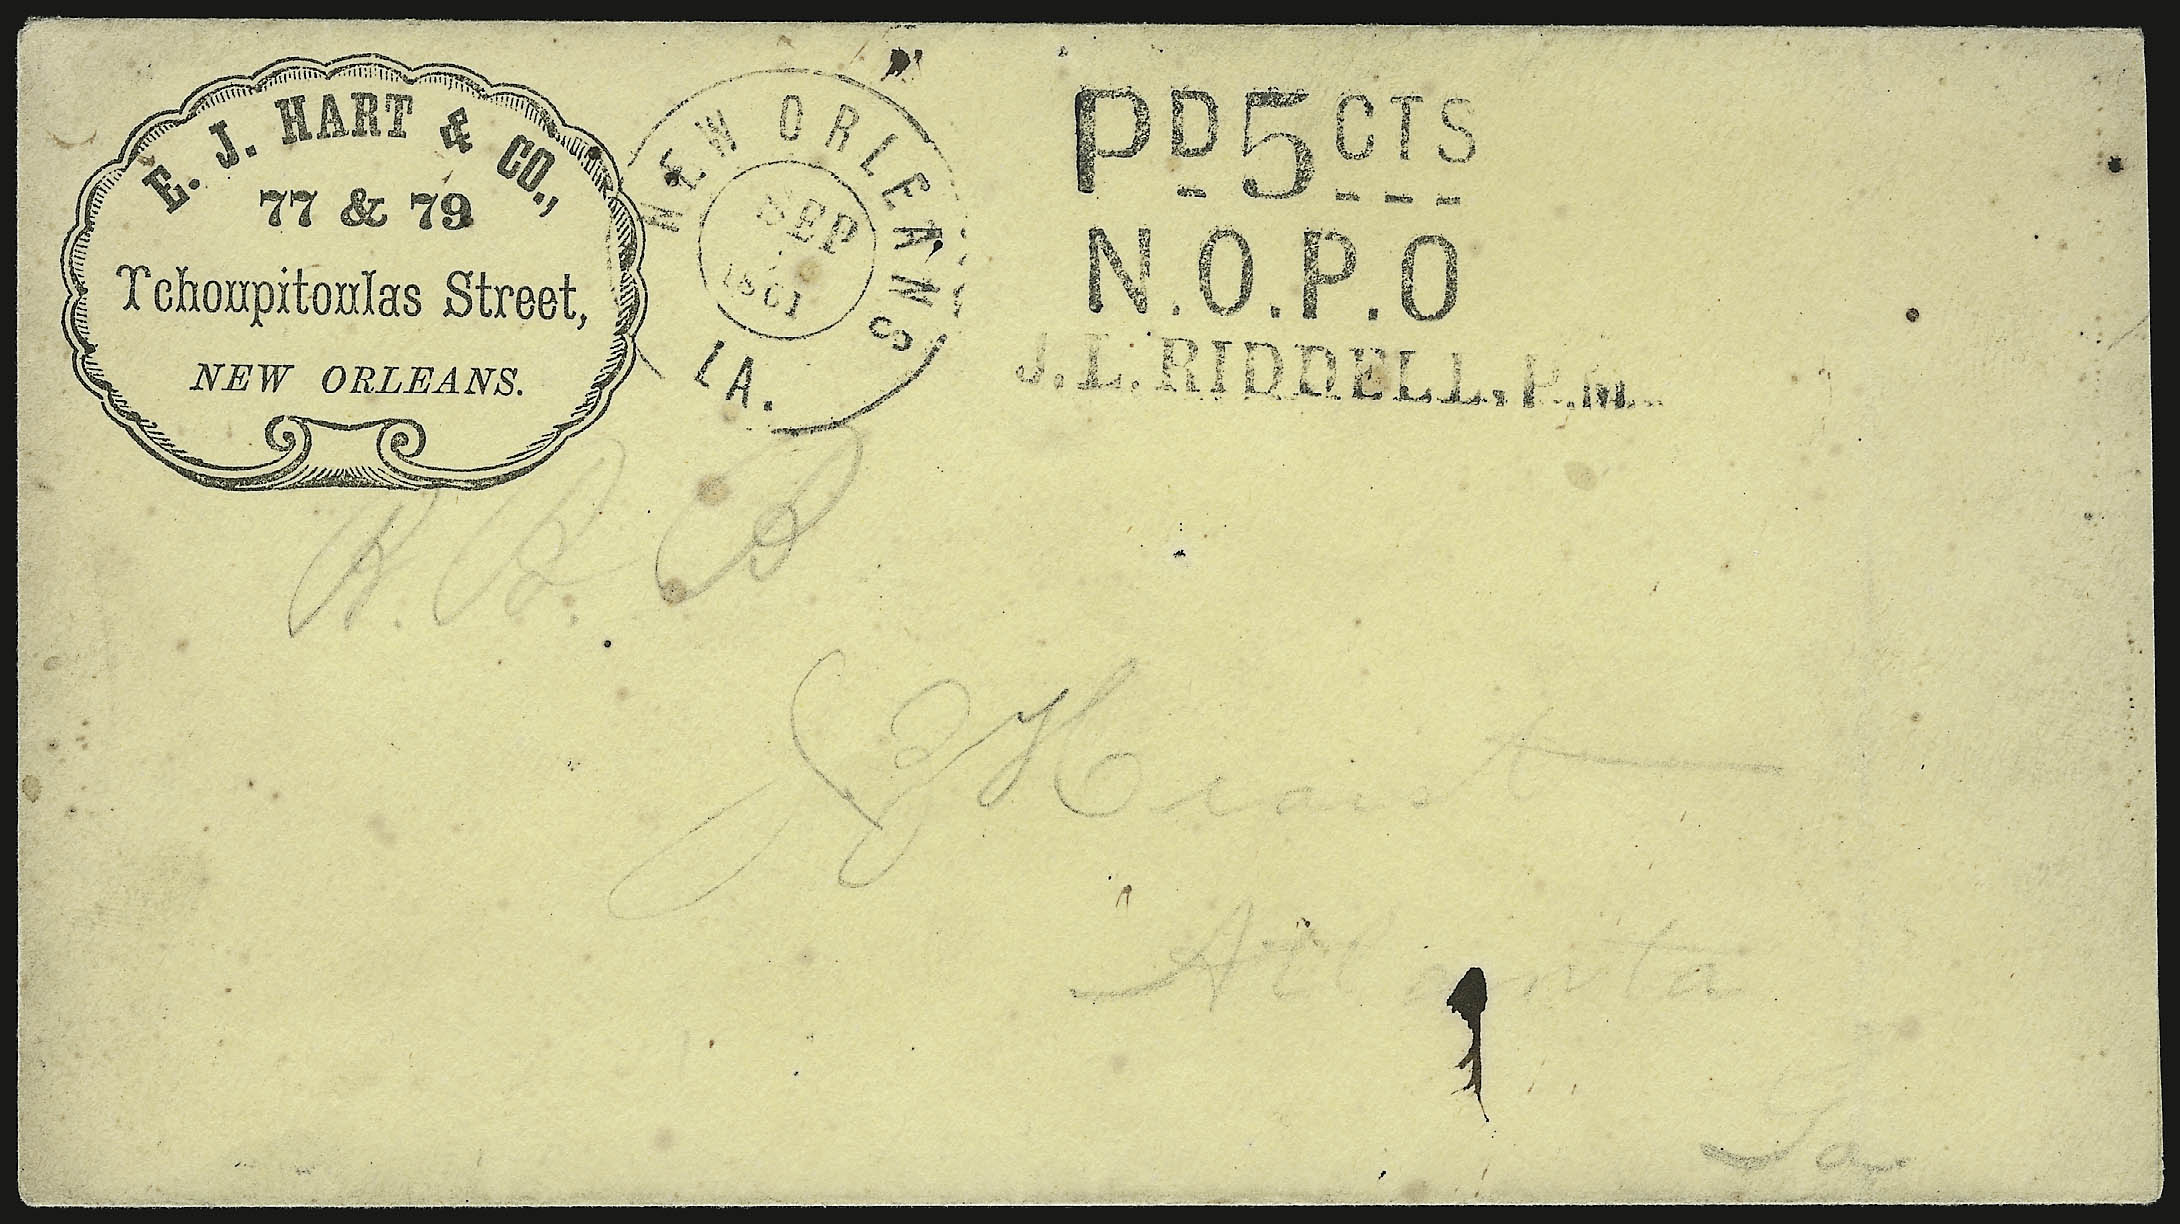 E. J. HART & CO.,
77 & 79
Tchoupitoulas Street,
NEW ORLEANS.
NEW ORLEANS
SEP
1861
LA.
PD 5 CTS
N.O.P.O
J. L. RIDDELL, P.M.
Atlanta
Ga